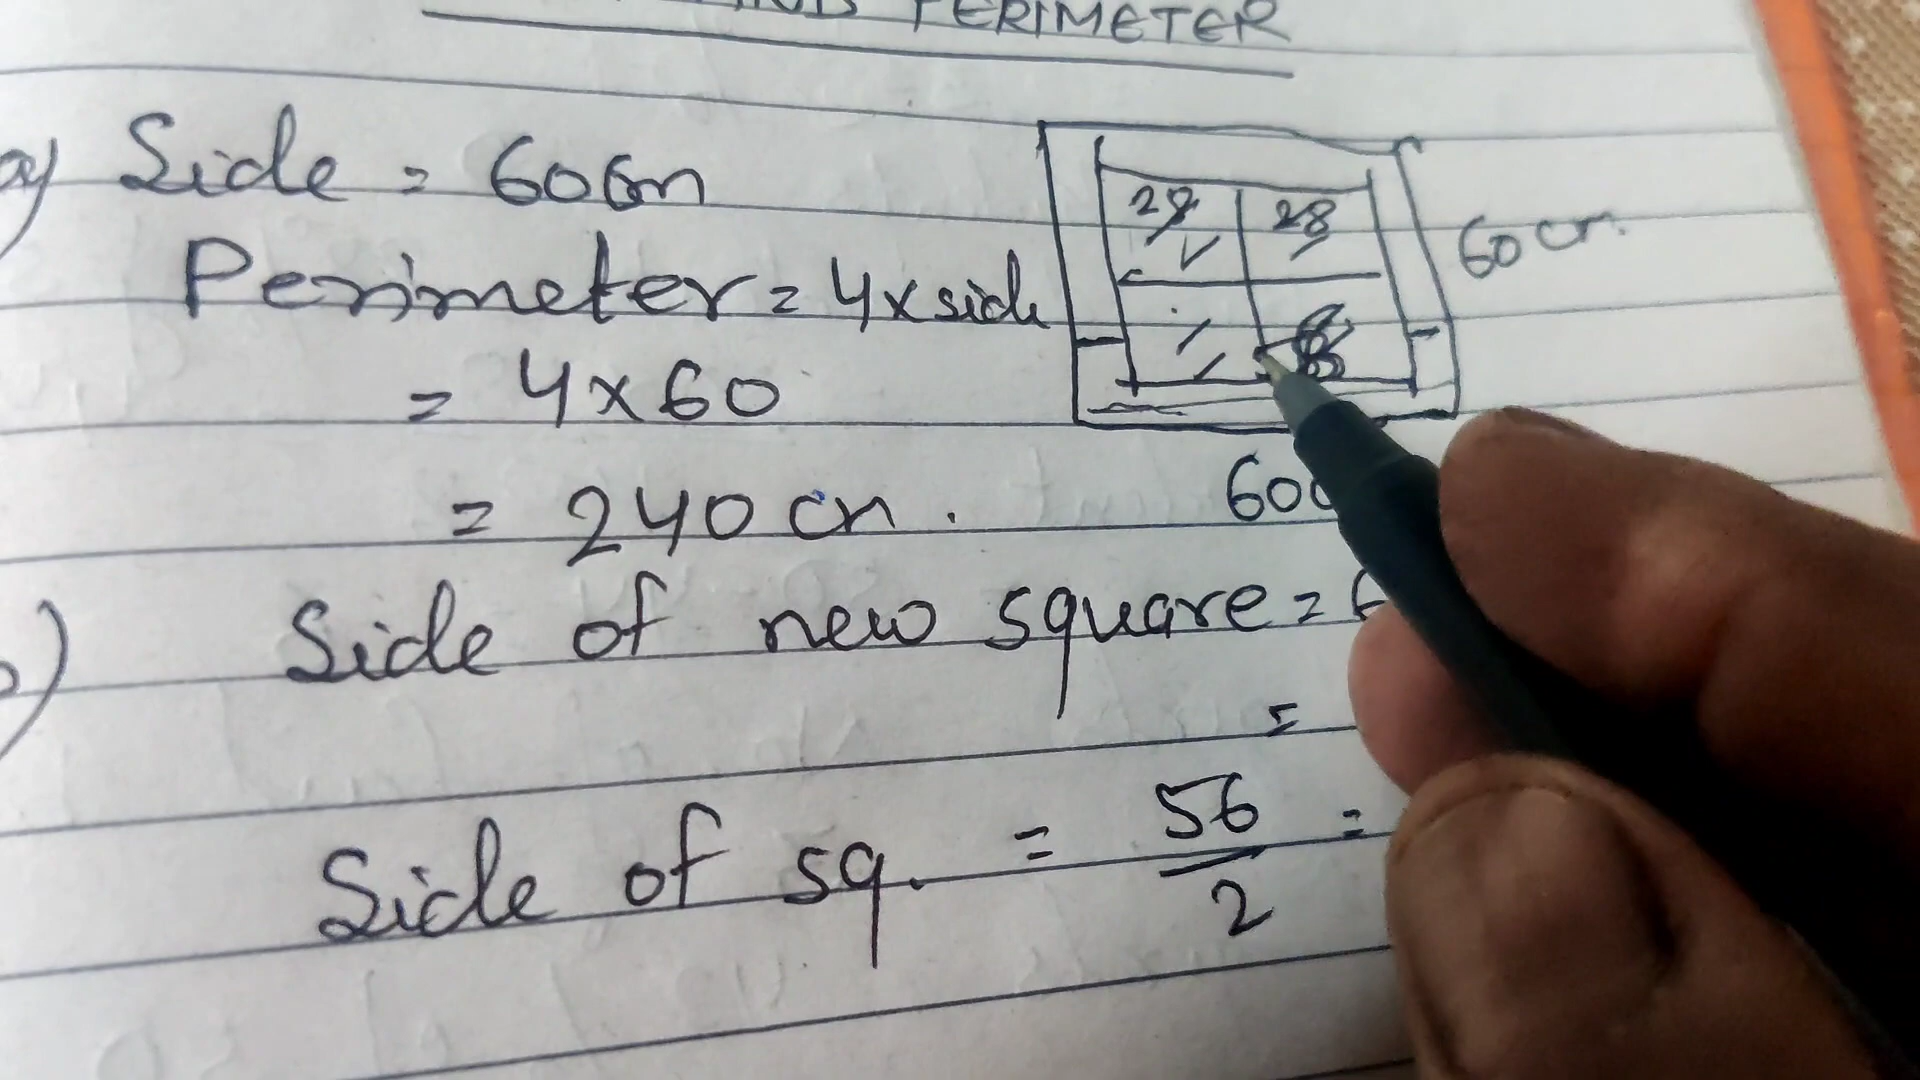 PERIMETER
a) Side = 60cm
Perimeter = 4 x side
= 4 x 60
= 240 cm.
28 28
60 cm.
60
Side of new square =
=
Side of sq. = 56/2 =